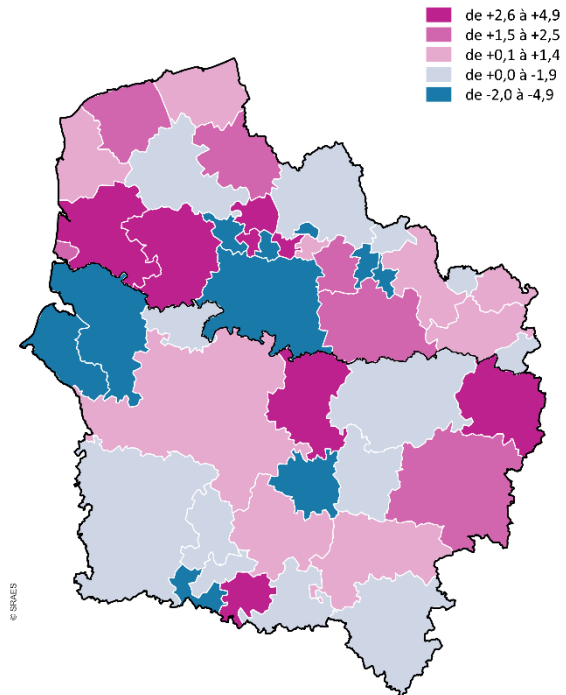 de +2,6 à +4,9
de +1,5 à +2,5
de +0,1 à +1,4
de +0,0 à -1,9
de -2,0 à -4,9
© SRAES